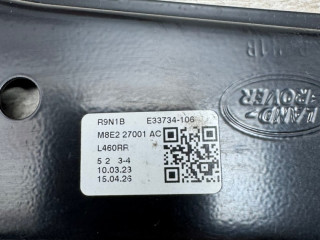 R9N1B E33734-106
M8E2 27001 AC
L460RR
5 2 3-4
10.03.23
15.04.26
LAND-
ROVER